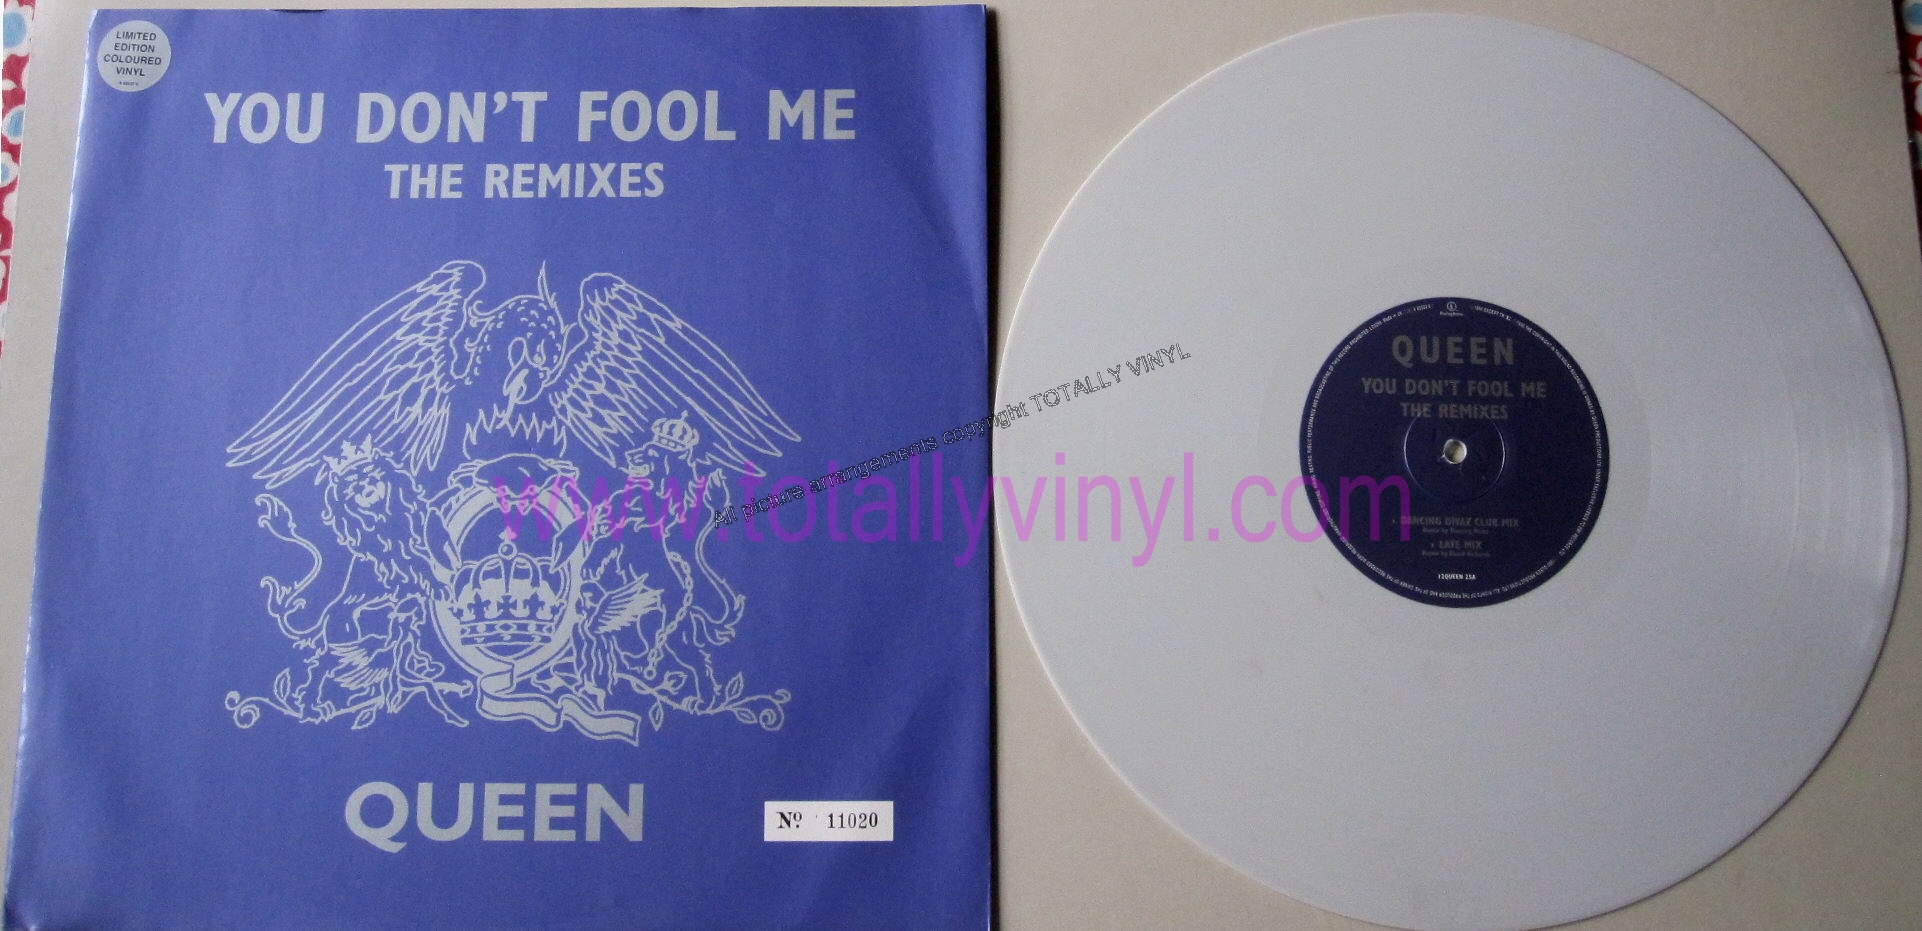 LIMITED
EDITION
COLOURED
VINYL
YOU DON'T FOOL ME
THE REMIXES
QUEEN
Nº 11020
All picture arrangements copyright TOTALLY VINYL
www.totallyvinyl.com
QUEEN
YOU DON'T FOOL ME
THE REMIXES
DANCING DIVAZ CLUB MIX
LATE MIX
12QUEEN 25A